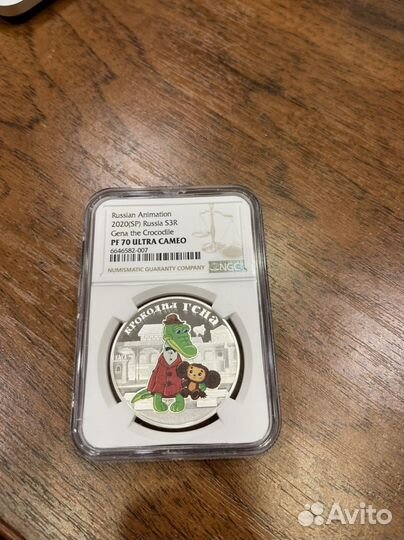 Russian Animation
2020(SP) Russia S3R
Gena the Crocodile
PF 70 ULTRA CAMEO
6646582-007
NUMISMATIC GUARANTY COMPANY
NGC
КРОКОДИЛ ГЕНА
Avito